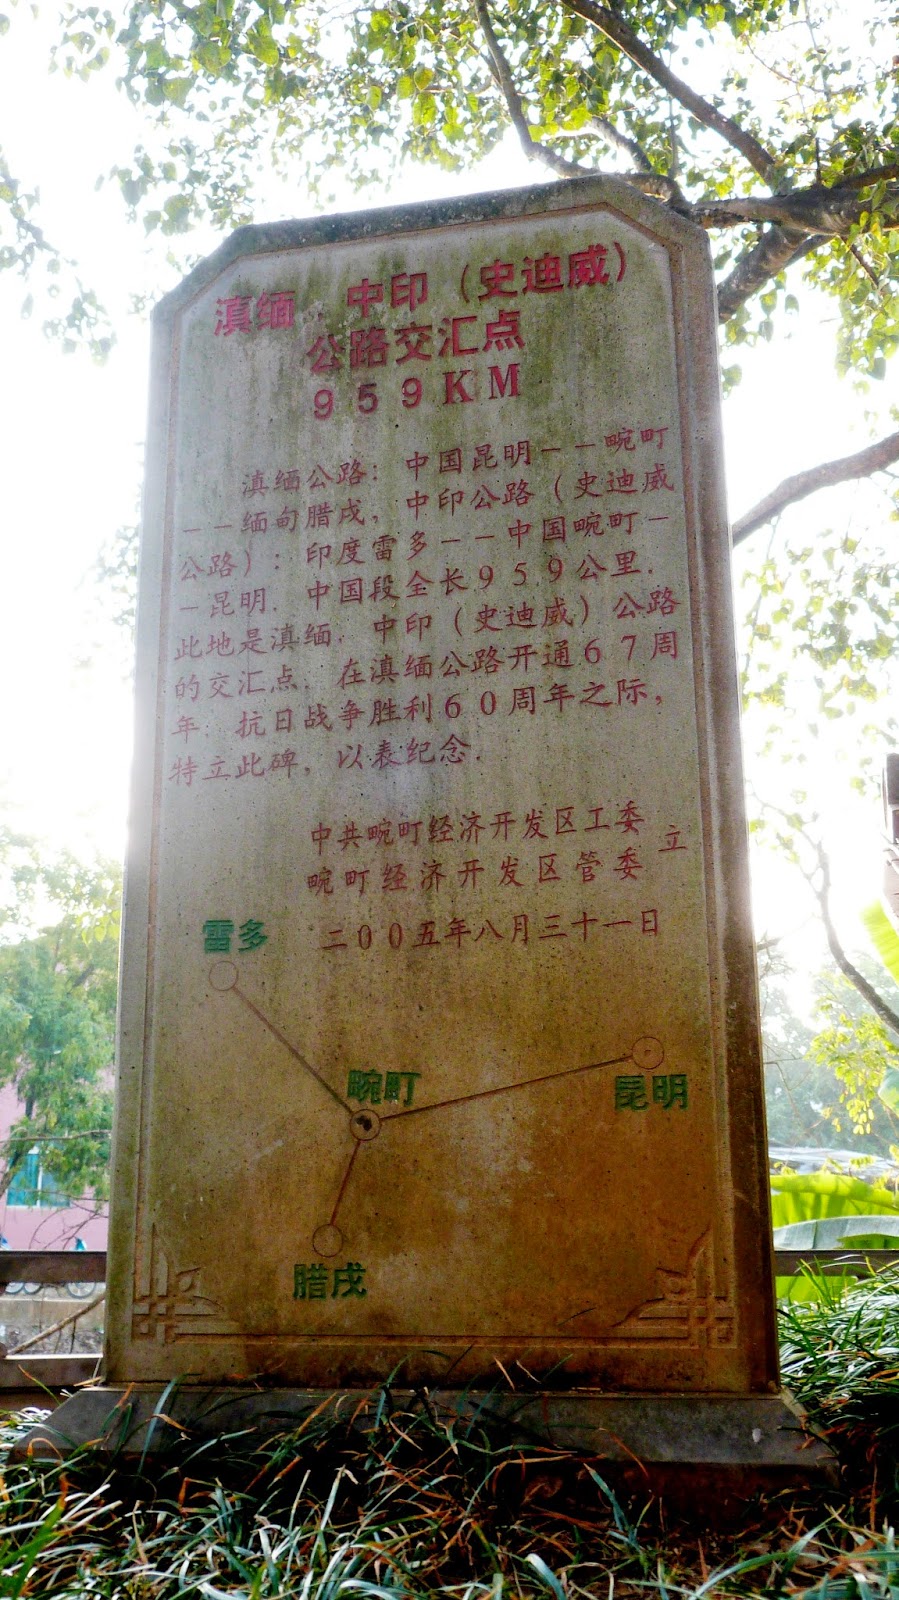 滇缅、中印（史迪威）
公路交汇点
959KM
滇缅公路：中国昆明--畹町
--缅甸腊戌，中印公路（史迪威
公路）：印度雷多--中国畹町-
-昆明．中国段全长959公里．
此地是滇缅．中印（史迪威）公路
的交汇点．在滇缅公路开通67周
年．抗日战争胜利60周年之际，
特立此碑，以表纪念．
中共畹町经济开发区工委
畹町经济开发区管委 立
二00五年八月三十一日
雷多
畹町
昆明
腊戌